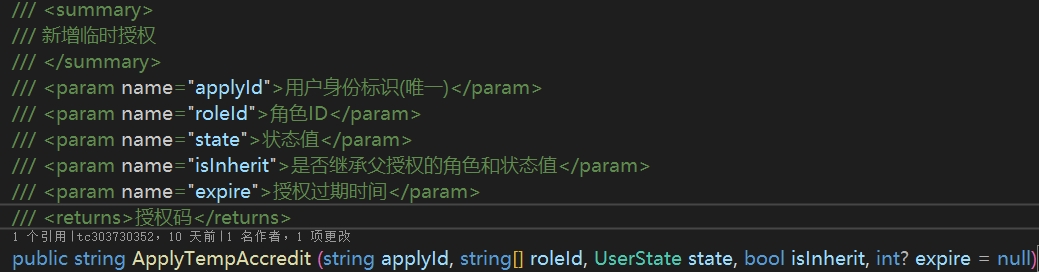 /// <summary>
/// 新增临时授权
/// </summary>
/// <param name="applyId">用户身份标识(唯一)</param>
/// <param name="roleId">角色ID</param>
/// <param name="state">状态值</param>
/// <param name="isInherit">是否继承父授权的角色和状态值</param>
/// <param name="expire">授权过期时间</param>
/// <returns>授权码</returns>
1 个引用|tc303730352，10 天前|1 名作者，1 项更改
public string ApplyTempAccredit (string applyId, string[] roleId, UserState state, bool isInherit, int? expire = null)